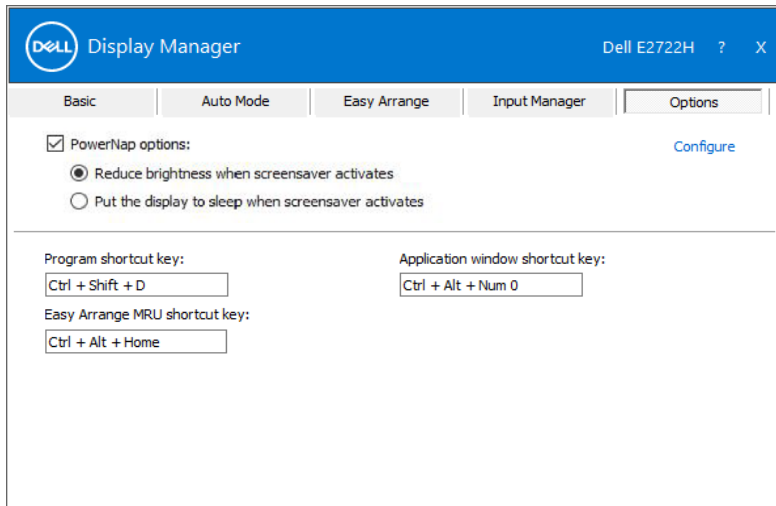 DELL Display Manager Dell E2722H ? X
Basic Auto Mode Easy Arrange Input Manager Options
PowerNap options: Configure
Reduce brightness when screensaver activates
Put the display to sleep when screensaver activates
Program shortcut key: Application window shortcut key:
Ctrl + Shift + D Ctrl + Alt + Num 0
Easy Arrange MRU shortcut key:
Ctrl + Alt + Home